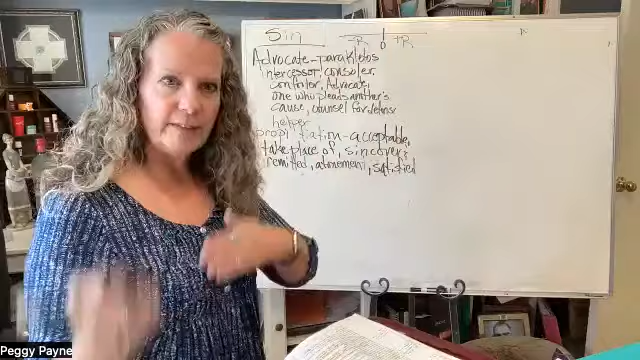 Sin
-R 0 +R
Advocate-parakletos
intercessor, consoler
comforter, Advocate,
one who pleads another's
cause, counsel for defense
helper
propitiation-acceptable,
take place of, sin covers
remitted, atonement, satisfied
Peggy Payne